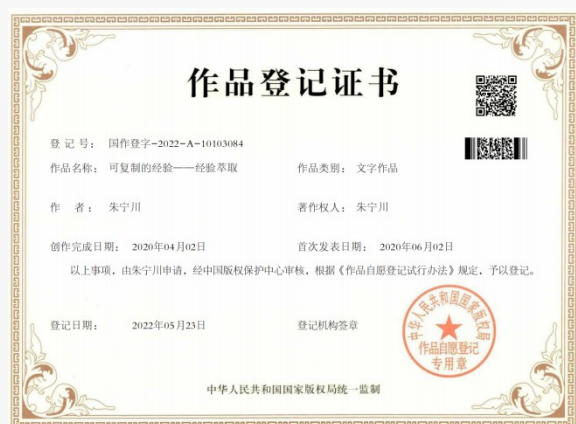 作品登记证书
登 记 号： 国作登字-2022-A-10103084
作品名称： 可复制的经验——经验萃取 作品类别： 文字作品
作 者： 朱宁川 著作权人： 朱宁川
创作完成日期： 2020年04月02日 首次发表日期： 2020年06月02日
以上事项，由朱宁川申请，经中国版权保护中心审核，根据《作品自愿登记试行办法》规定，予以登记。
登记日期： 2022年05月23日 登记机构签章
中华人民共和国国家版权局
作品自愿登记
专用章
中华人民共和国国家版权局统一监制